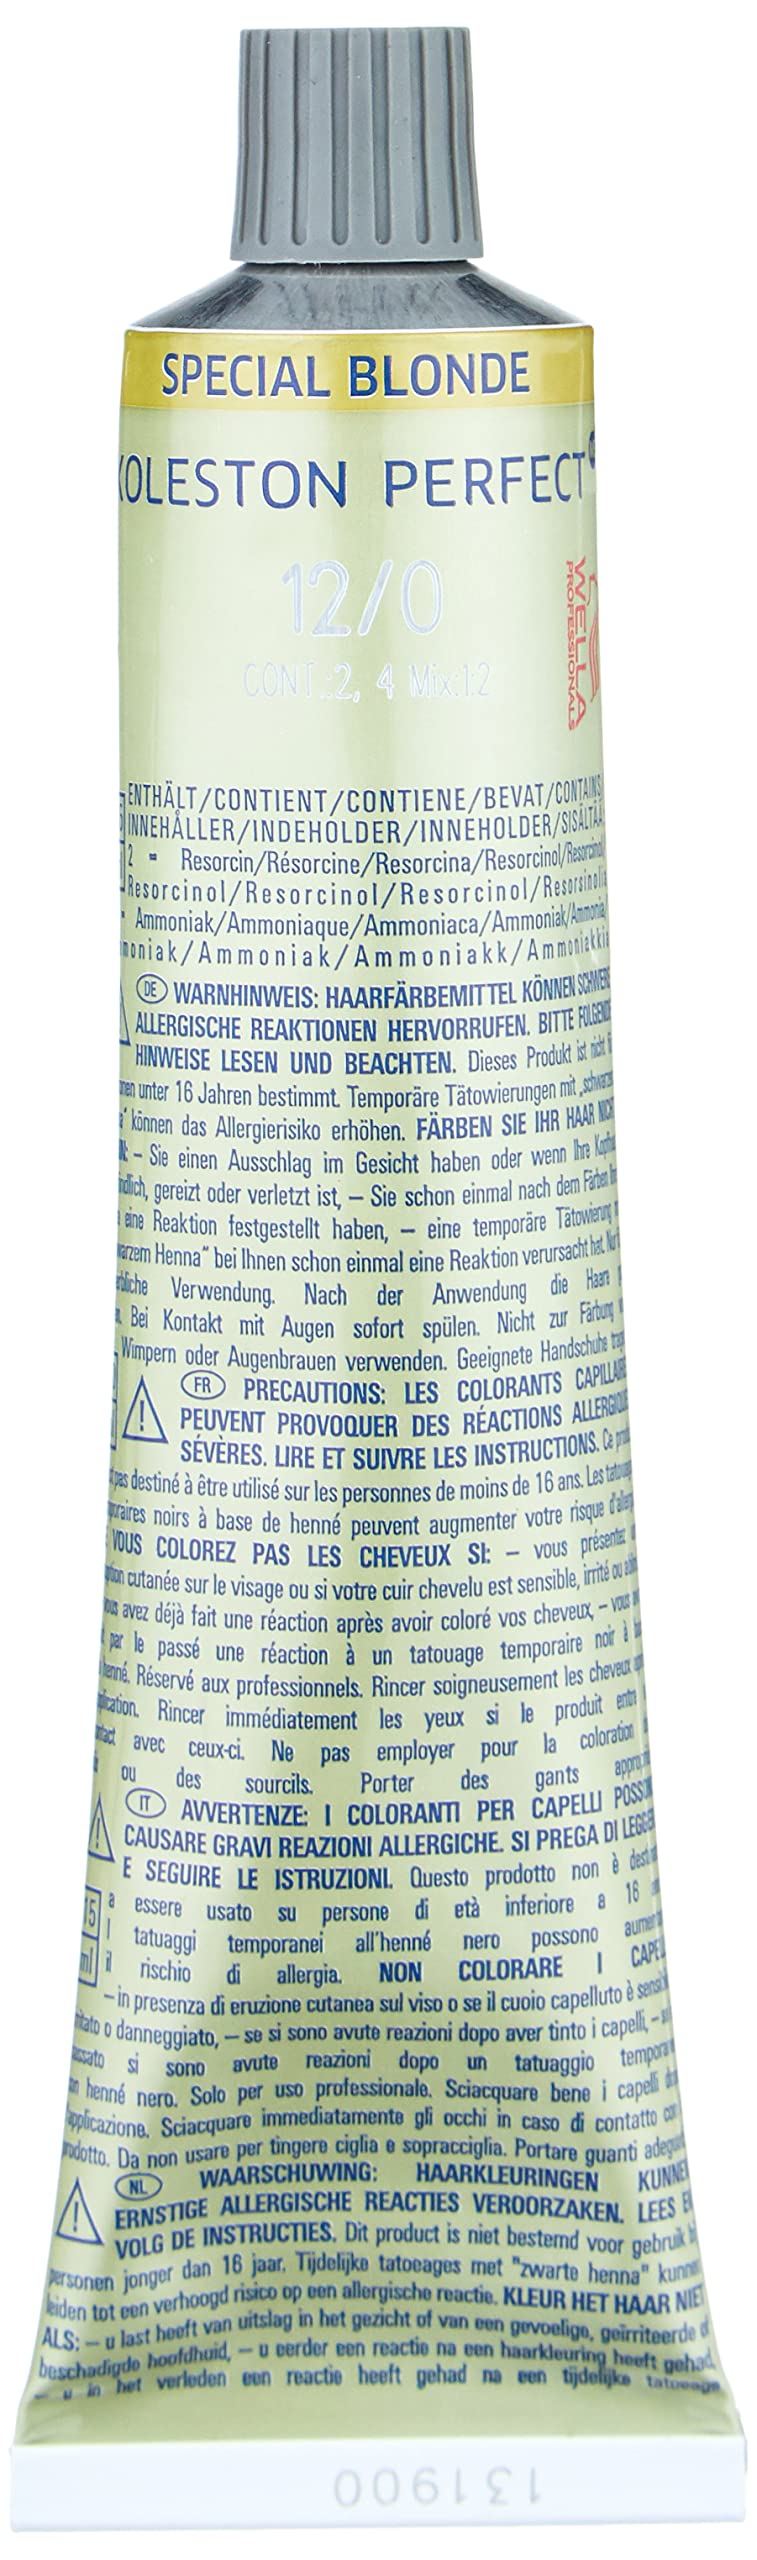 SPECIAL BLONDE
KOLESTON PERFECT
12/0
CONT.:2, 4 Mix:1:2
WELLA
PROFESSIONALS
ENTHÄLT/CONTIENT/CONTIENE/BEVAT/CONTAINS
INNEHÅLLER/INDEHOLDER/INNEHOLDER/SISÄLTÄÄ
2 = Resorcin/Résorcine/Resorcina/Resorcinol/Resorcinol/
Resorcinol/Resorcinol/Resorcinol/Resorsinolia
Ammoniak/Ammoniaque/Ammoniaca/Ammoniak/Ammonia/
moniak/Ammoniak/Ammoniakk/Ammoniakkia
DE WARNHINWEIS: HAARFÄRBEMITTEL KÖNNEN SCHWERE
ALLERGISCHE REAKTIONEN HERVORRUFEN. BITTE FOLGENDE
HINWEISE LESEN UND BEACHTEN. Dieses Produkt ist nicht
unter 16 Jahren bestimmt. Temporäre Tätowierungen mit „schwarzer
können das Allergierisiko erhöhen. FÄRBEN SIE IHR HAAR NICHT
– Sie einen Ausschlag im Gesicht haben oder wenn Ihre
gereizt oder verletzt ist, – Sie schon einmal nach dem Färben
eine Reaktion festgestellt haben, – eine temporäre Tätowierung
warzem Henna“ bei Ihnen schon einmal eine Reaktion verursacht hat.
Verwendung. Nach der Anwendung die Haare
Bei Kontakt mit Augen sofort spülen. Nicht zur Färbung
Wimpern oder Augenbrauen verwenden. Geeignete Handschuhe
FR PRECAUTIONS: LES COLORANTS CAPILLAIRE
PEUVENT PROVOQUER DES RÉACTIONS ALLERGIQUE
SÉVÈRES. LIRE ET SUIVRE LES INSTRUCTIONS. Ce
pas destiné à être utilisé sur les personnes de moins de 16 ans. Les
poraires noirs à base de henné peuvent augmenter votre risque
VOUS COLOREZ PAS LES CHEVEUX SI: – vous présentez
cutanée sur le visage ou si votre cuir chevelu est sensible, irrité ou
avez déjà fait une réaction après avoir coloré vos cheveux, –
par le passé une réaction à un tatouage temporaire noir à
henné. Réservé aux professionnels. Rincer soigneusement les cheveux
Rincer immédiatement les yeux si le produit entre
avec ceux-ci. Ne pas employer pour la coloration
ou des sourcils. Porter des gants
IT AVVERTENZE: I COLORANTI PER CAPELLI
CAUSARE GRAVI REAZIONI ALLERGICHE. SI PREGA DI LEGGER
E SEGUIRE LE ISTRUZIONI. Questo prodotto non è
a essere usato su persone di età inferiore a 16
I tatuaggi temporanei all'henné nero possono
il rischio di allergia. NON COLORARE I
– in presenza di eruzione cutanea sul viso o se il cuoio capelluto è
o danneggiato, – se si sono avute reazioni dopo aver tinto i capelli, –
si sono avute reazioni dopo un tatuaggio
henné nero. Solo per uso professionale. Sciacquare bene i capelli
Sciacquare immediatamente gli occhi in caso di contatto
Da non usare per tingere ciglia e sopracciglia. Portare guanti
NL WAARSCHUWING: HAARKLEURINGEN KUNNEN
ERNSTIGE ALLERGISCHE REACTIES VEROORZAKEN. LEES EN
VOLG DE INSTRUCTIES. Dit product is niet bestemd voor gebruik
personen jonger dan 16 jaar. Tijdelijke tatoeages met "zwarte henna" kunnen
leiden tot een verhoogd risico op een allergische reactie. KLEUR HET HAAR NIET
ALS: – u last heeft van uitslag in het gezicht of van een gevoelige, geïrriteerde of
beschadigde hoofdhuid, – u eerder een reactie na een haarkleuring heeft gehad,
– u in het verleden een reactie heeft gehad na een tijdelijke tatoeage
15
ml
131900